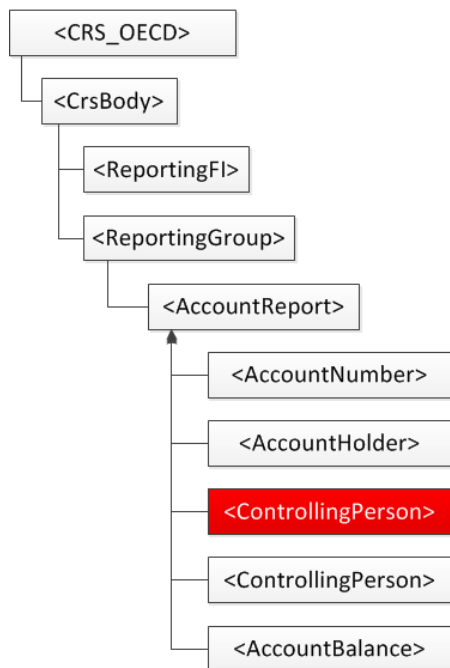 <CRS_OECD>
<CrsBody>
<ReportingFI>
<ReportingGroup>
<AccountReport>
<AccountNumber>
<AccountHolder>
<ControllingPerson>
<ControllingPerson>
<AccountBalance>